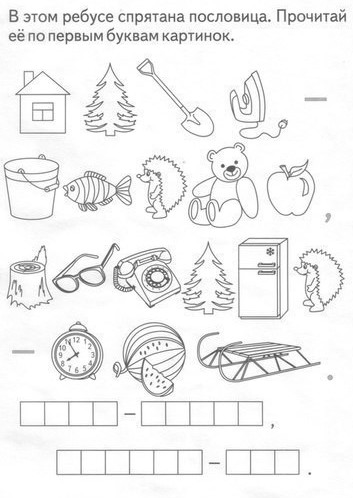 В этом ребусе спрятана пословица. Прочитай
её по первым буквам картинок.